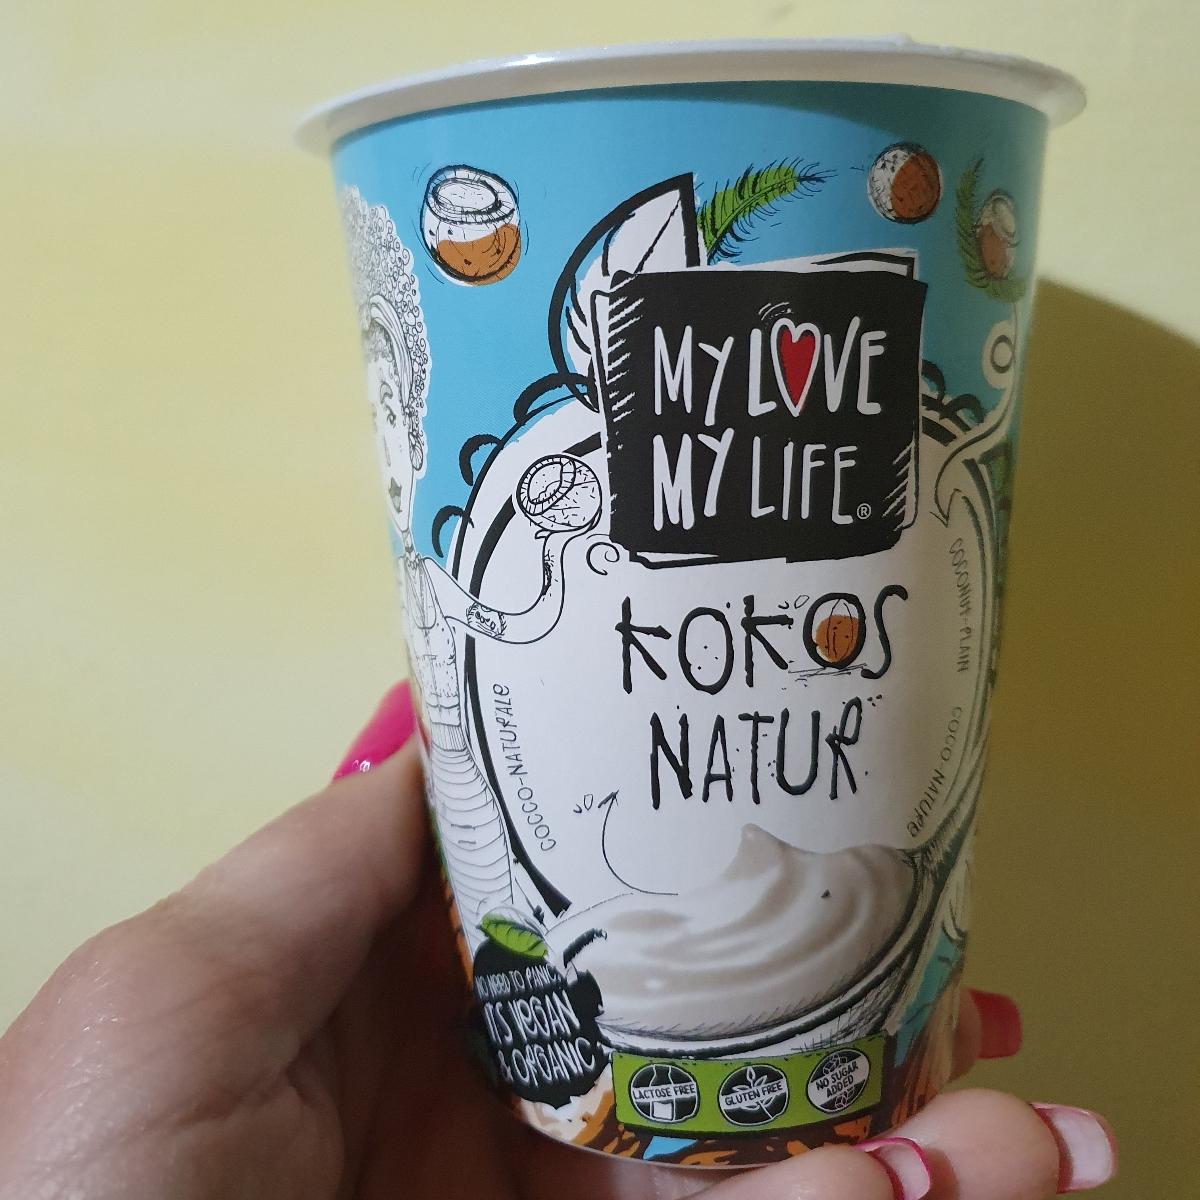 MY LOVE
MY LIFE®
KOKOS
NATUR
COCCO-NATURALE
COCONUT-PLAIN
COCO-NATURE
NO NEED TO PANIC,
IT'S VEGAN
& ORGANIC
LACTOSE FREE
GLUTEN FREE
NO SUGAR
ADDED